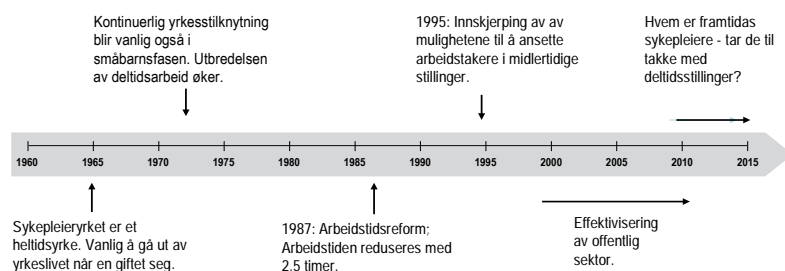 Kontinuerlig yrkesstilknytning
blir vanlig også i
småbarnsfasen. Utbredelsen
av deltidsarbeid øker.
1995: Innskjerping av av
mulighetene til å ansette
arbeidstakere i midlertidige
stillinger.
Hvem er framtidas
sykepleiere - tar de til
takke med
deltidsstillinger?
1960 1965 1970 1975 1980 1985 1990 1995 2000 2005 2010 2015
Sykepleieryrket er et
heltidsyrke. Vanlig å gå ut av
yrkeslivet når en giftet seg.
1987: Arbeidstidsreform;
Arbeidstiden reduseres med
2,5 timer.
Effektivisering
av offentlig
sektor.